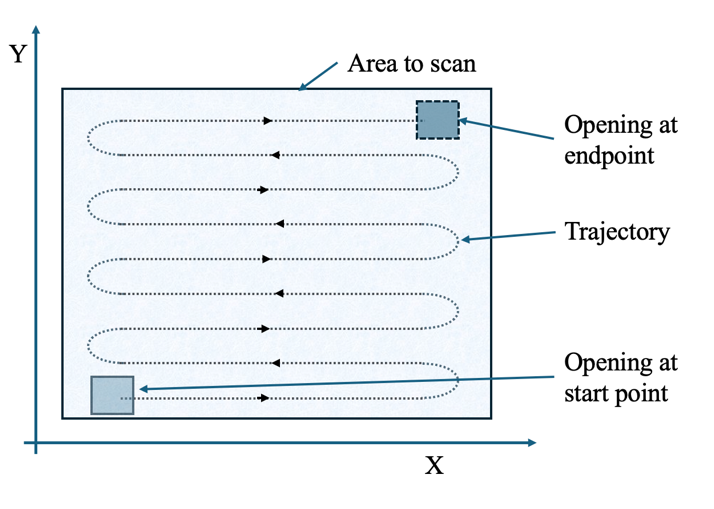 Y
Area to scan
Opening at
endpoint
Trajectory
Opening at
start point
X